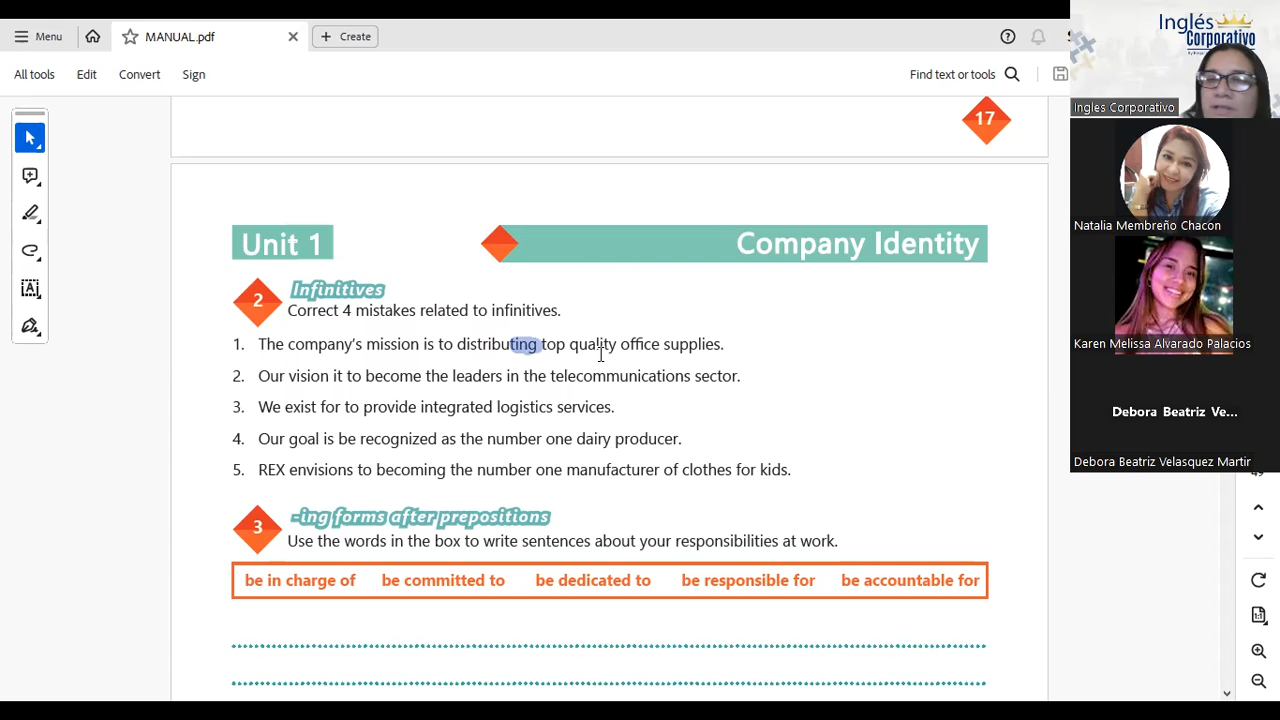 Menu
MANUAL.pdf
Create
All tools
Edit
Convert
Sign
Find text or tools
17
Unit 1
Company Identity
2
Infinitives
Correct 4 mistakes related to infinitives.
1. The company's mission is to distributing top quality office supplies.
2. Our vision it to become the leaders in the telecommunications sector.
3. We exist for to provide integrated logistics services.
4. Our goal is be recognized as the number one dairy producer.
5. REX envisions to becoming the number one manufacturer of clothes for kids.
3
-ing forms after prepositions
Use the words in the box to write sentences about your responsibilities at work.
be in charge of be committed to be dedicated to be responsible for be accountable for
Inglés
Corporativo
Ingles Corporativo
Natalia Membreño Chacon
Karen Melissa Alvarado Palacios
Debora Beatriz Ve...
Debora Beatriz Velasquez Martir